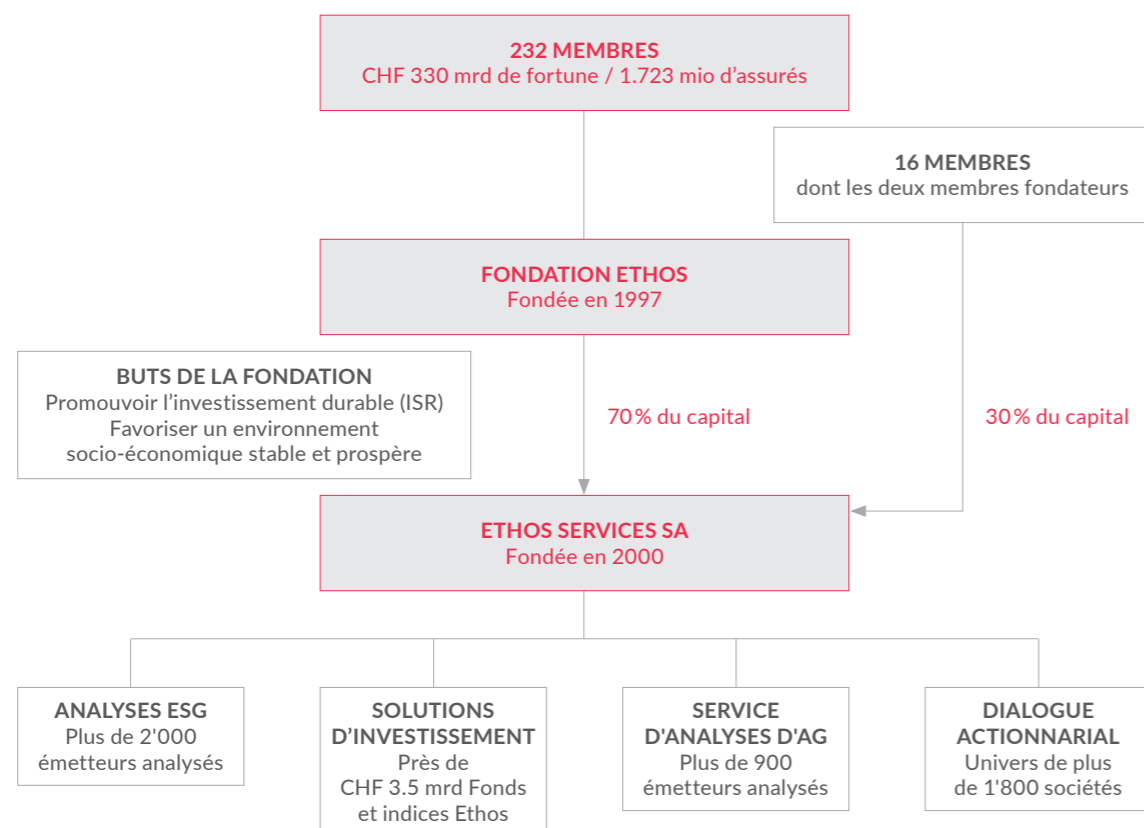 232 MEMBRES
CHF 330 mrd de fortune / 1.723 mio d’assurés
16 MEMBRES
dont les deux membres fondateurs
FONDATION ETHOS
Fondée en 1997
BUTS DE LA FONDATION
Promouvoir l’investissement durable (ISR)
Favoriser un environnement
socio-économique stable et prospère
70% du capital
30% du capital
ETHOS SERVICES SA
Fondée en 2000
ANALYSES ESG
Plus de 2'000
émetteurs analysés
SOLUTIONS
D’INVESTISSEMENT
Près de
CHF 3.5 mrd Fonds
et indices Ethos
SERVICE
D'ANALYSES D'AG
Plus de 900
émetteurs analysés
DIALOGUE
ACTIONNARIAL
Univers de plus
de 1'800 sociétés